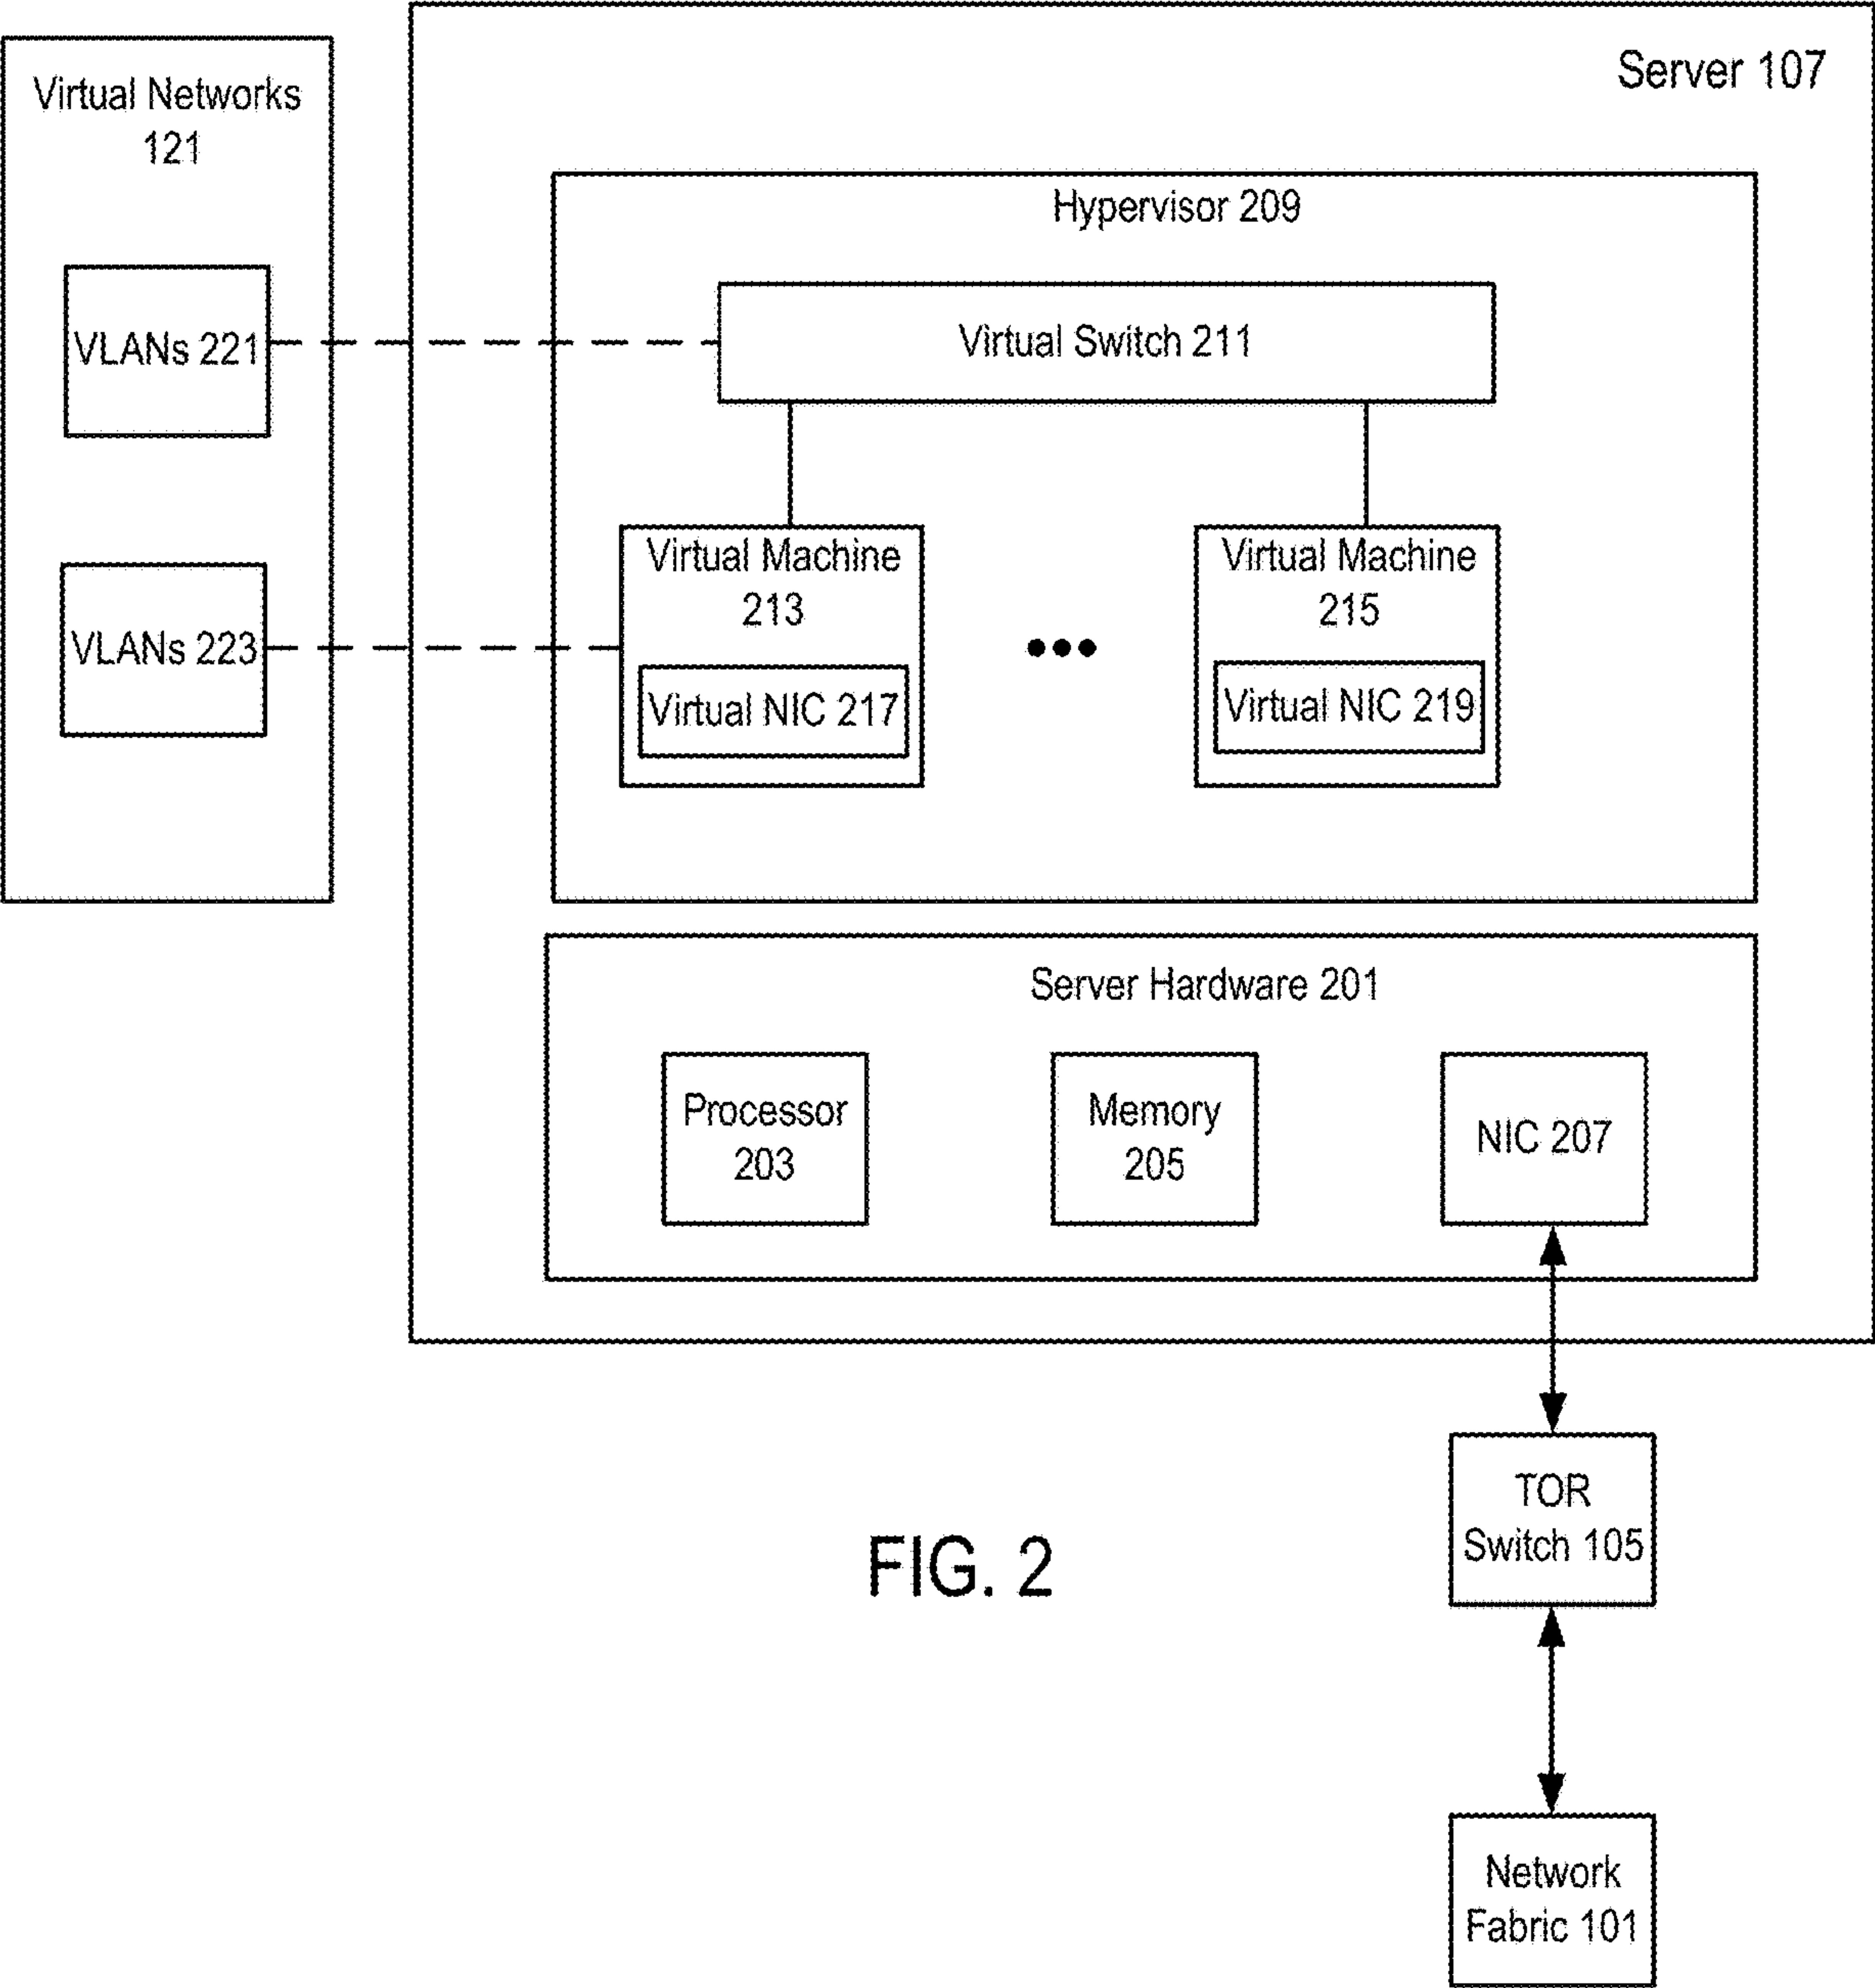 Server 107
Virtual Networks
121
Hypervisor 209
VLANs 221
Virtual Switch 211
VLANs 223
Virtual Machine
213
Virtual NIC 217
Virtual Machine
215
Virtual NIC 219
Server Hardware 201
Processor
203
Memory
205
NIC 207
TOR
Switch 105
FIG. 2
Network
Fabric 101